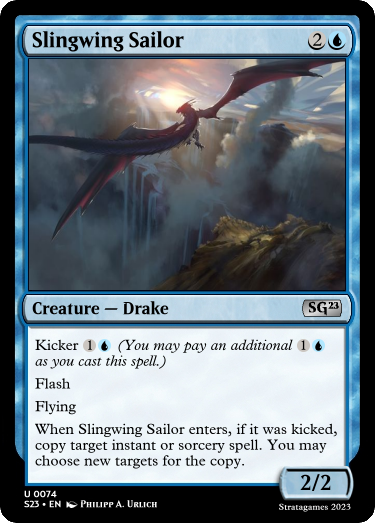 Slingwing Sailor 2
Creature — Drake SG23
Kicker 1 (You may pay an additional 1
as you cast this spell.)
Flash
Flying
When Slingwing Sailor enters, if it was kicked,
copy target instant or sorcery spell. You may
choose new targets for the copy.
2/2
U 0074
S23 • EN Philipp A. Urlich
Stratagames 2023